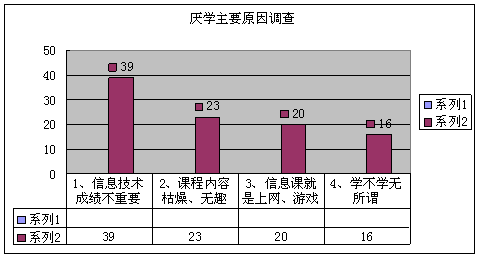 厌学主要原因调查
50
40
30
20
10
0
39
23
20
16
系列1
系列2
1、信息技术 2、课程内容 3、信息课就 4、学不学无
成绩不重要 枯燥、无趣 是上网、游戏 所谓
系列1
系列2 39 23 20 16